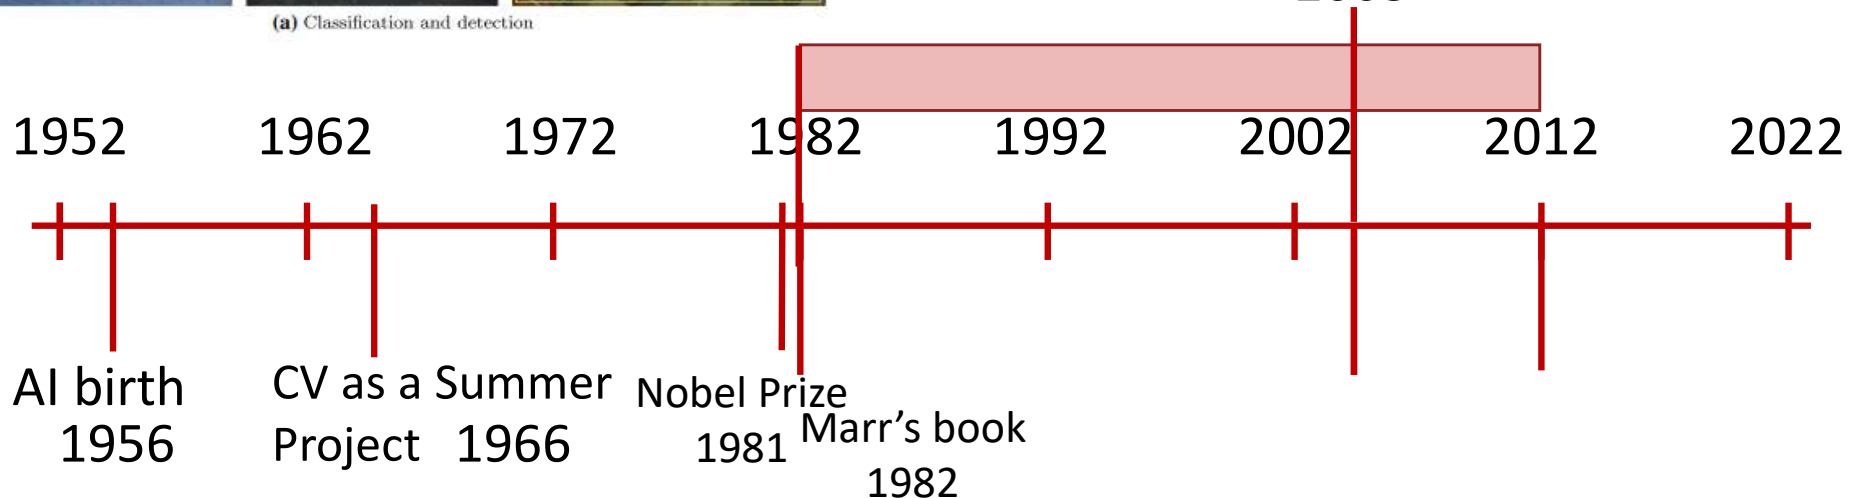 (a) Classification and detection
1952 1962 1972 1982 1992 2002 2012 2022
AI birth
1956
CV as a Summer
Project 1966
Nobel Prize
1981
Marr’s book
1982